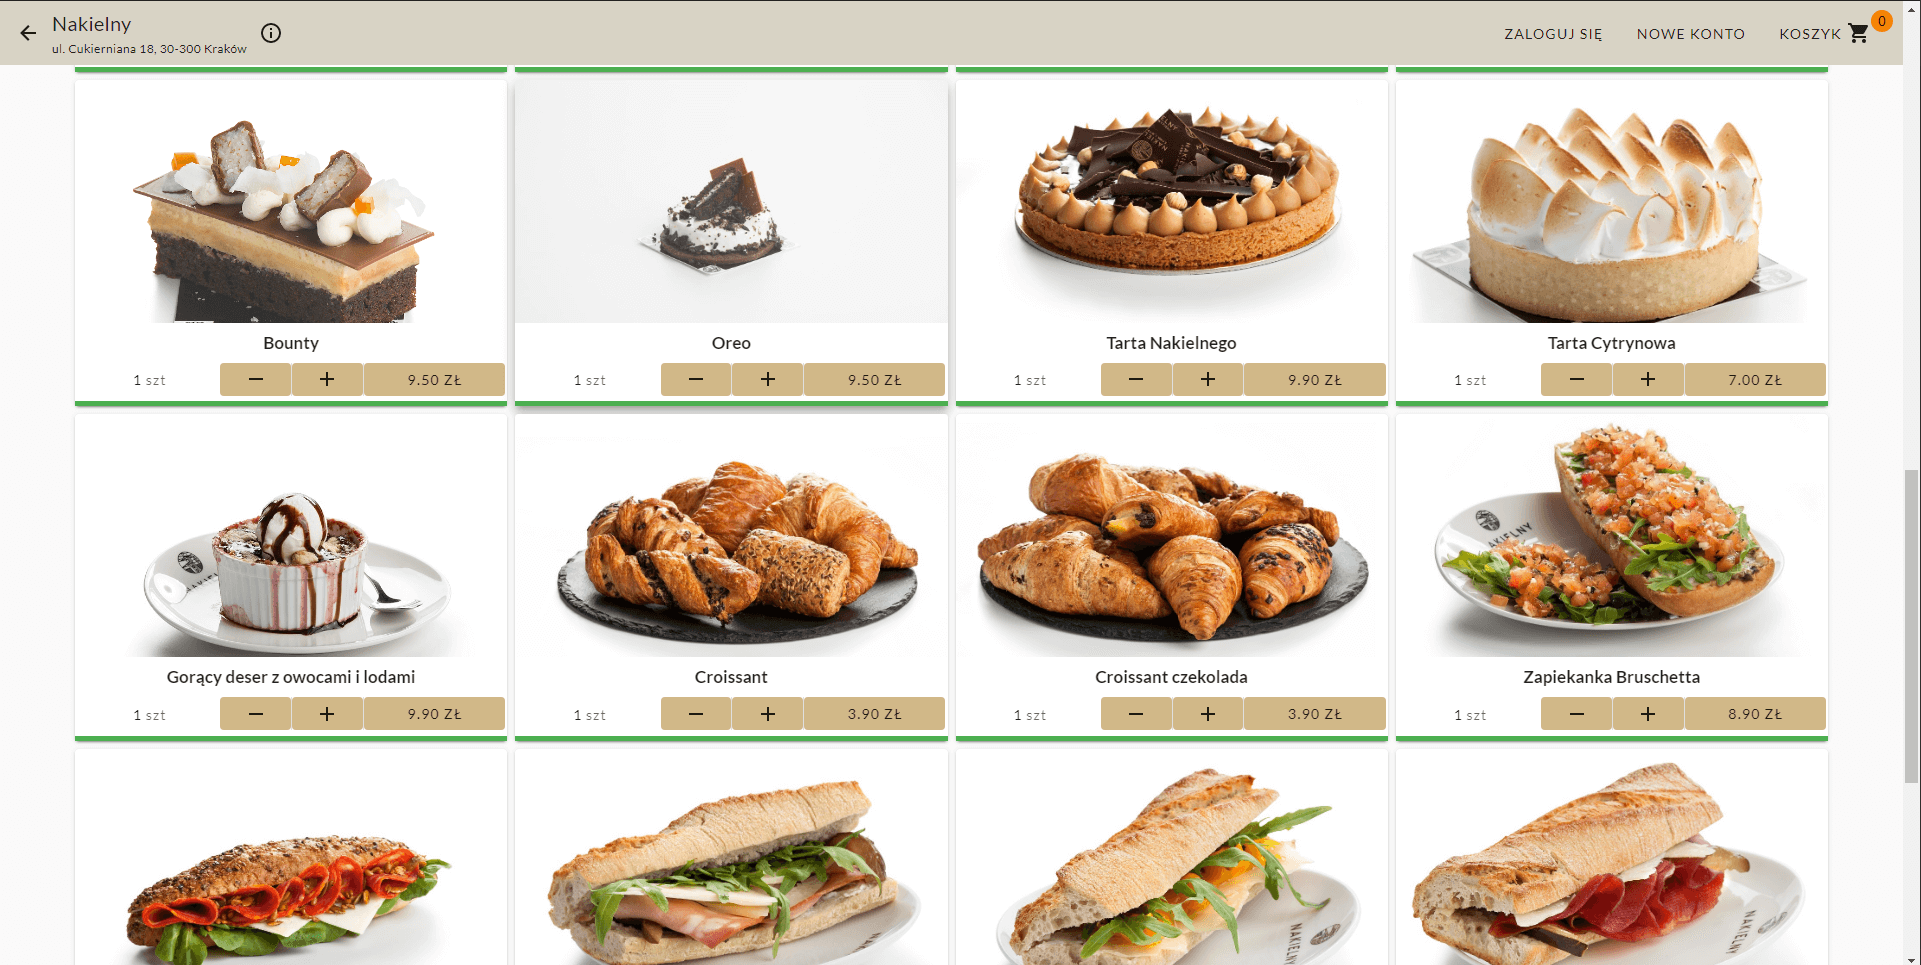 Nakielny
ul. Cukierniana 18, 30-300 Kraków
ZALOGUJ SIĘ
NOWE KONTO
KOSZYK
0
Bounty
Oreo
Tarta Nakielnego
Tarta Cytrynowa
1 szt
9.50 ZŁ
1 szt
9.50 ZŁ
1 szt
9.90 ZŁ
1 szt
7.00 ZŁ
Gorący deser z owocami i lodami
Croissant
Croissant czekolada
Zapiekanka Bruschetta
1 szt
9.90 ZŁ
1 szt
3.90 ZŁ
1 szt
3.90 ZŁ
1 szt
8.90 ZŁ
NAKIELNY
NAKIELNY